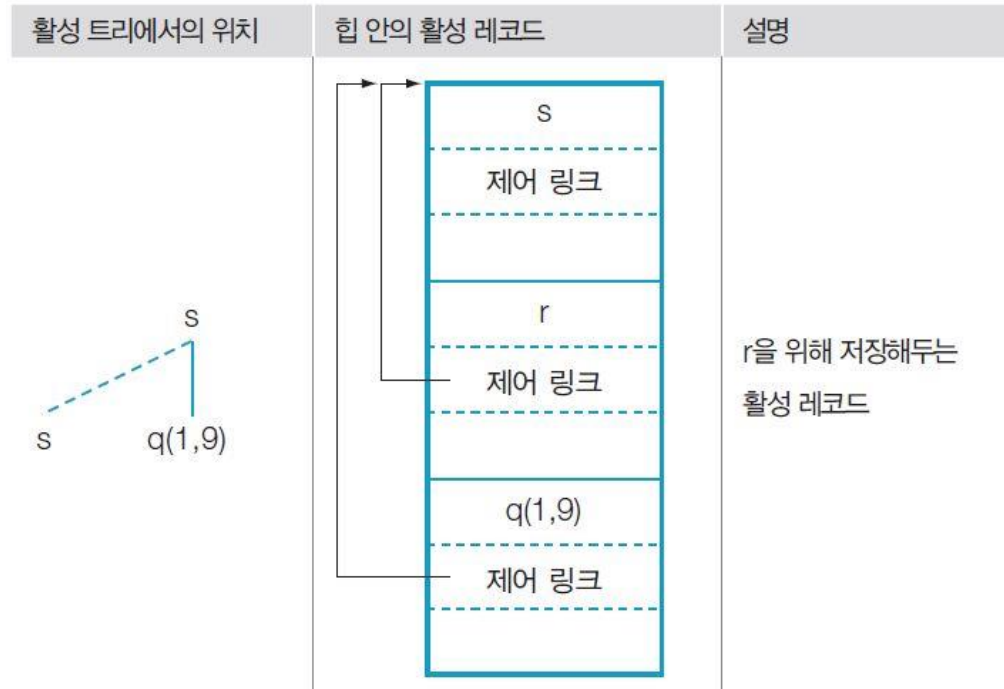 활성 트리에서의 위치
힙 안의 활성 레코드
설명
s
s
q(1,9)
s
제어 링크
r
제어 링크
q(1,9)
제어 링크
r을 위해 저장해두는
활성 레코드